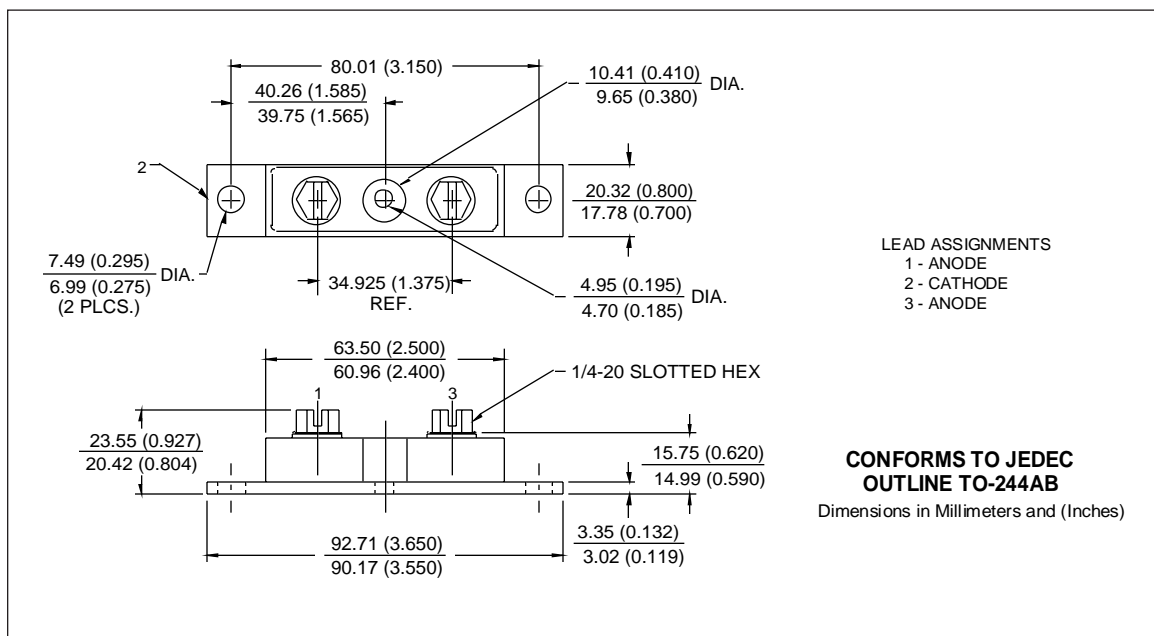 80.01 (3.150)
40.26 (1.585)
39.75 (1.565)
10.41 (0.410)
9.65 (0.380)
DIA.
2
20.32 (0.800)
17.78 (0.700)
7.49 (0.295)
6.99 (0.275)
DIA.
(2 PLCS.)
34.925 (1.375)
REF.
4.95 (0.195)
4.70 (0.185)
DIA.
LEAD ASSIGNMENTS
1 - ANODE
2 - CATHODE
3 - ANODE
63.50 (2.500)
60.96 (2.400)
1/4-20 SLOTTED HEX
1
3
23.55 (0.927)
20.42 (0.804)
15.75 (0.620)
14.99 (0.590)
3.35 (0.132)
3.02 (0.119)
92.71 (3.650)
90.17 (3.550)
CONFORMS TO JEDEC
OUTLINE TO-244AB
Dimensions in Millimeters and (Inches)